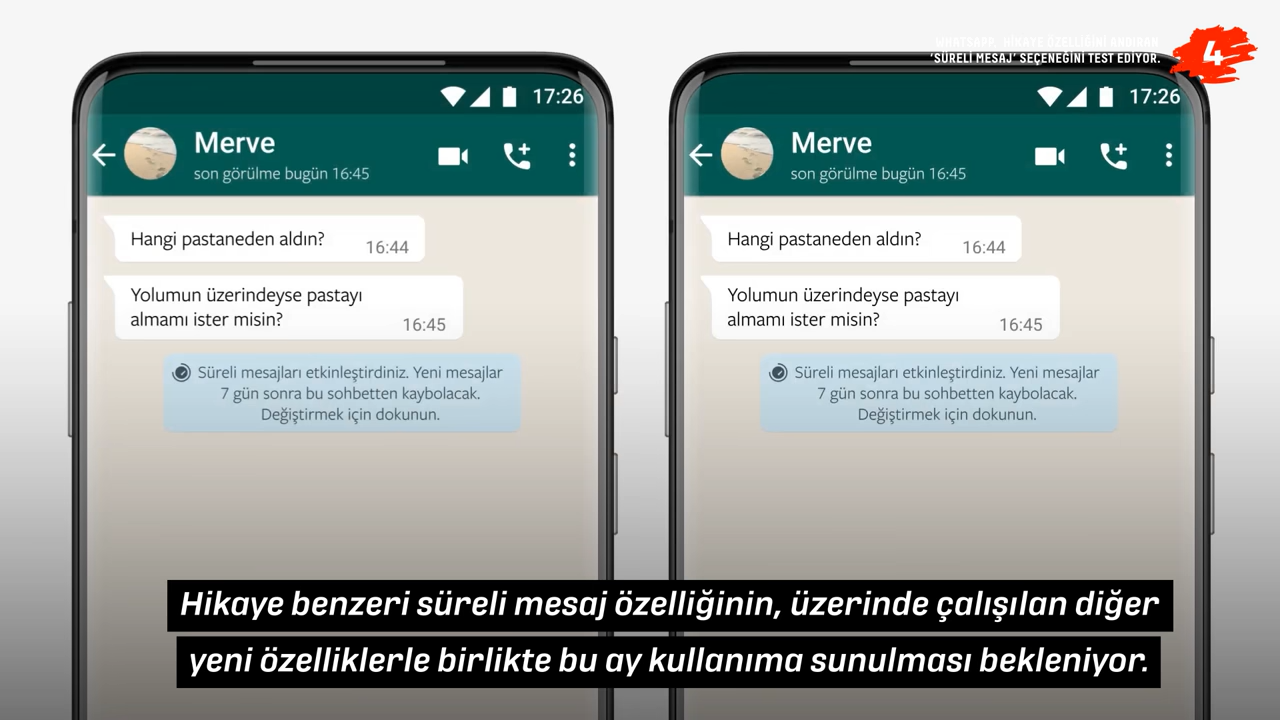 WHATSAPP, HİKAYE ÖZELLİĞİNİ ANDIRAN
‘SÜRELİ MESAJ’ SEÇENEĞİNİ TEST EDİYOR.
4
17:26
Merve
son görülme bugün 16:45
Hangi pastaneden aldın?
16:44
Yolumun üzerindeyse pastayı
almamı ister misin?
16:45
Süreli mesajları etkinleştirdiniz. Yeni mesajlar
7 gün sonra bu sohbetten kaybolacak.
Değiştirmek için dokunun.
17:26
Merve
son görülme bugün 16:45
Hangi pastaneden aldın?
16:44
Yolumun üzerindeyse pastayı
almamı ister misin?
16:45
Süreli mesajları etkinleştirdiniz. Yeni mesajlar
7 gün sonra bu sohbetten kaybolacak.
Değiştirmek için dokunun.
Hikaye benzeri süreli mesaj özelliğinin, üzerinde çalışılan diğer
yeni özelliklerle birlikte bu ay kullanıma sunulması bekleniyor.